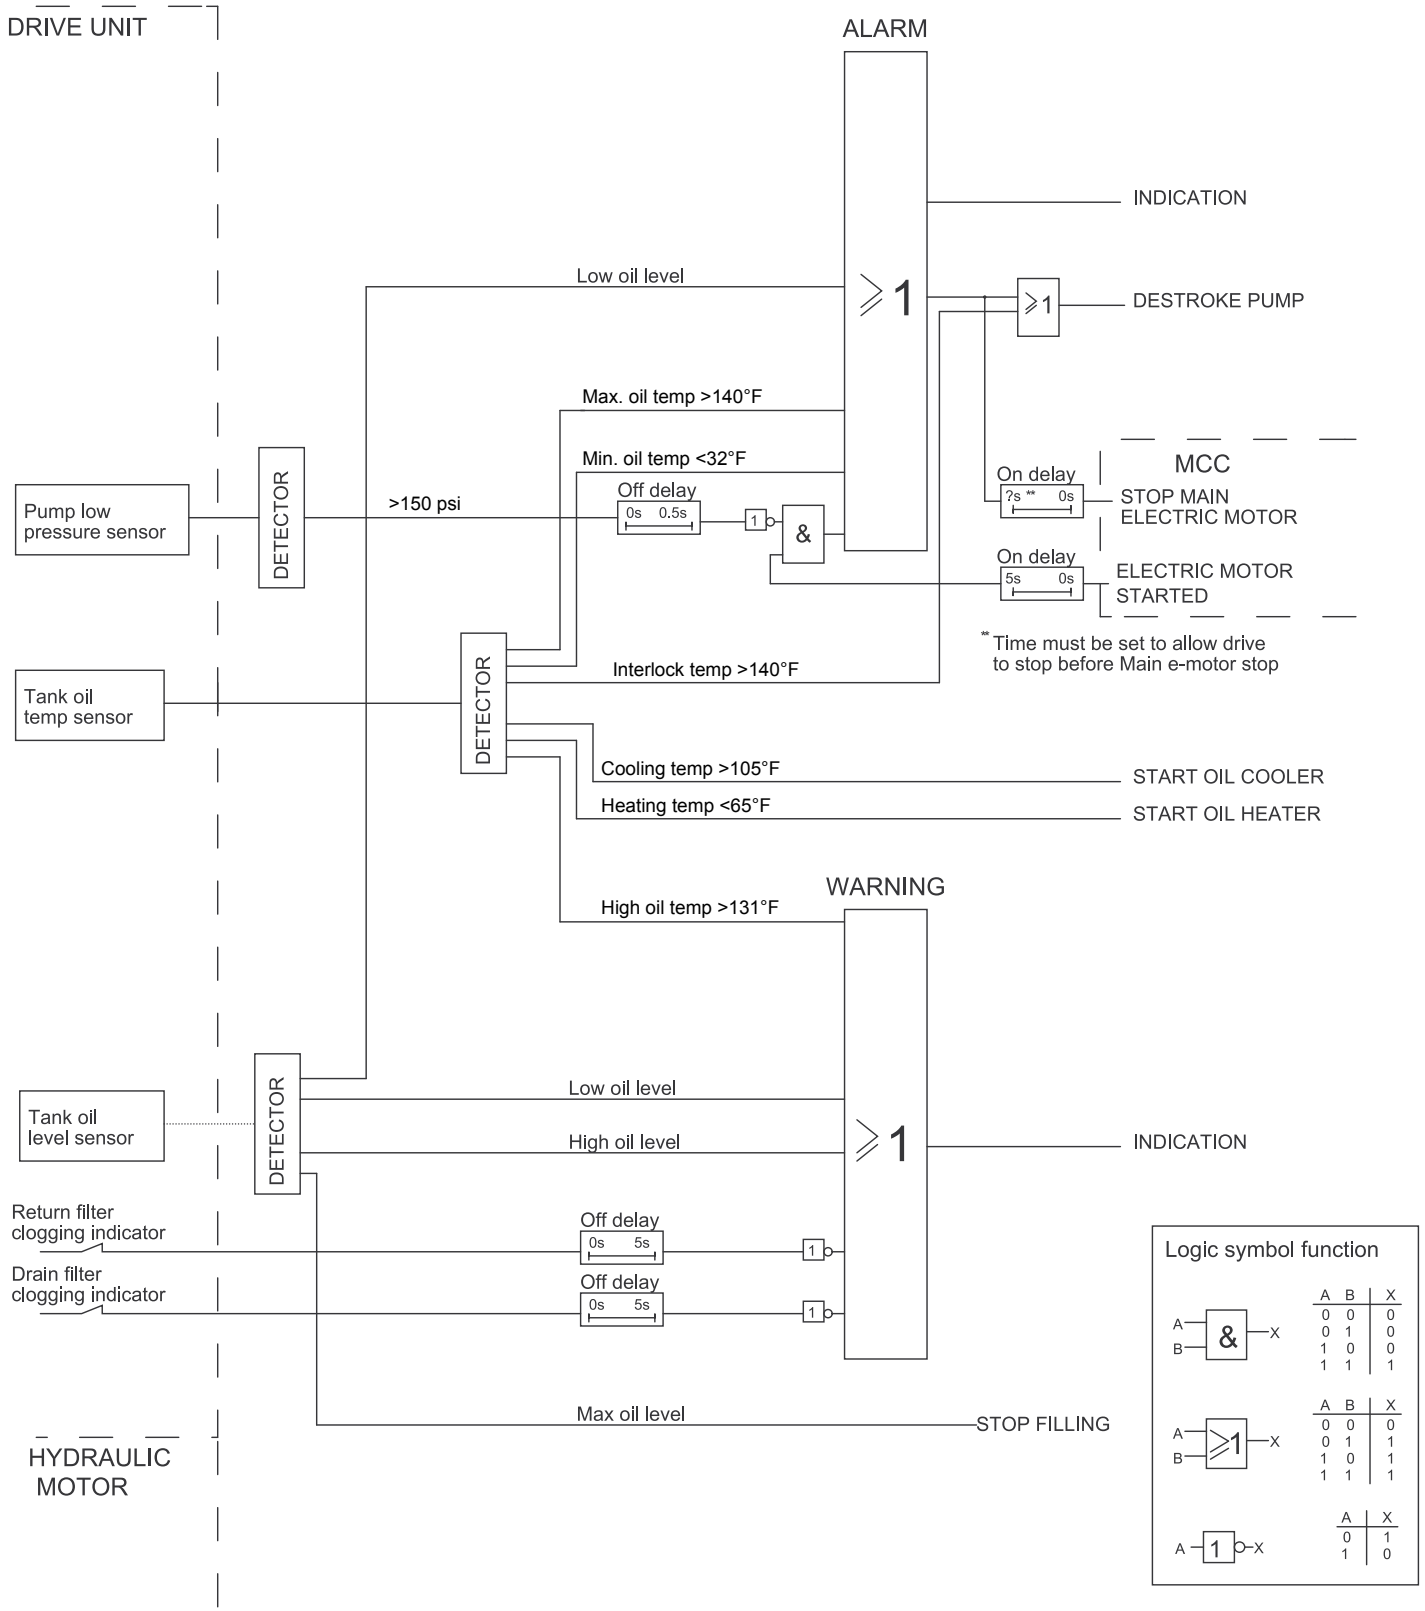 DRIVE UNIT
ALARM
INDICATION
Low oil level
≥1
≥1
DESTROKE PUMP
Max. oil temp >140°F
Min. oil temp <32°F
MCC
On delay
?s ** 0s
STOP MAIN
ELECTRIC MOTOR
Off delay
0s 0.5s
>150 psi
1
&
DETECTOR
Pump low
pressure sensor
On delay
5s 0s
ELECTRIC MOTOR
STARTED
** Time must be set to allow drive
to stop before Main e-motor stop
Interlock temp >140°F
DETECTOR
Tank oil
temp sensor
Cooling temp >105°F
START OIL COOLER
Heating temp <65°F
START OIL HEATER
WARNING
High oil temp >131°F
DETECTOR
Low oil level
Tank oil
level sensor
High oil level
≥1
INDICATION
Return filter
clogging indicator
Off delay
0s 5s
1
Drain filter
clogging indicator
Off delay
0s 5s
1
Max oil level
STOP FILLING
HYDRAULIC
MOTOR
Logic symbol function
A
B
&
X
A B X
0 0 0
0 1 0
1 0 0
1 1 1
A
B
≥1
X
A B X
0 0 0
0 1 1
1 0 1
1 1 1
A
1
X
A X
0 1
1 0